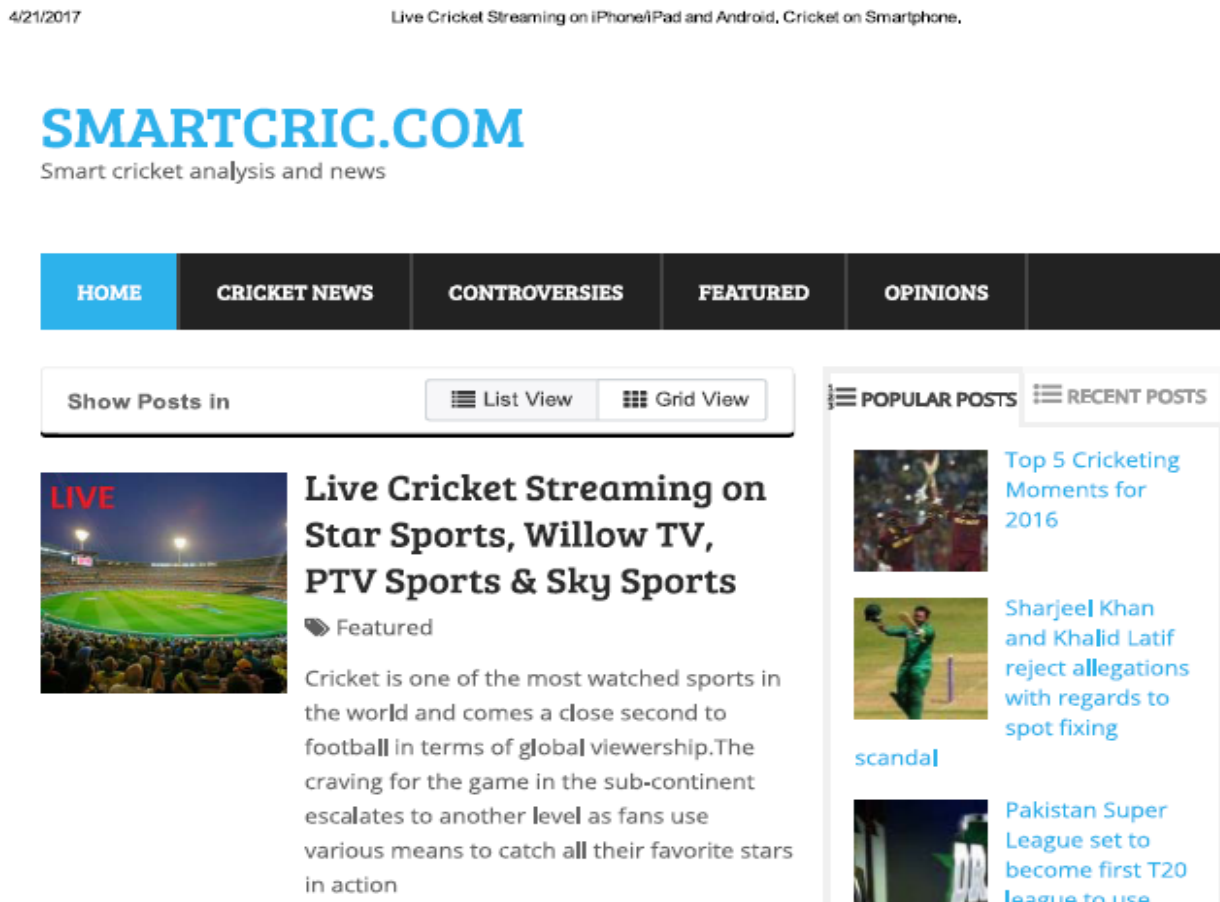 4/21/2017 Live Cricket Streaming on iPhone/iPad and Android, Cricket on Smartphone,
SMARTCRIC.COM
Smart cricket analysis and news
HOME CRICKET NEWS CONTROVERSIES FEATURED OPINIONS
Show Posts in List View Grid View
LIVE
Live Cricket Streaming on
Star Sports, Willow TV,
PTV Sports & Sky Sports
Featured
Cricket is one of the most watched sports in
the world and comes a close second to
football in terms of global viewership.The
craving for the game in the sub-continent
escalates to another level as fans use
various means to catch all their favorite stars
in action
POPULAR POSTS RECENT POSTS
Top 5 Cricketing
Moments for
2016
Sharjeel Khan
and Khalid Latif
reject allegations
with regards to
spot fixing
scandal
Pakistan Super
League set to
become first T20
league to use